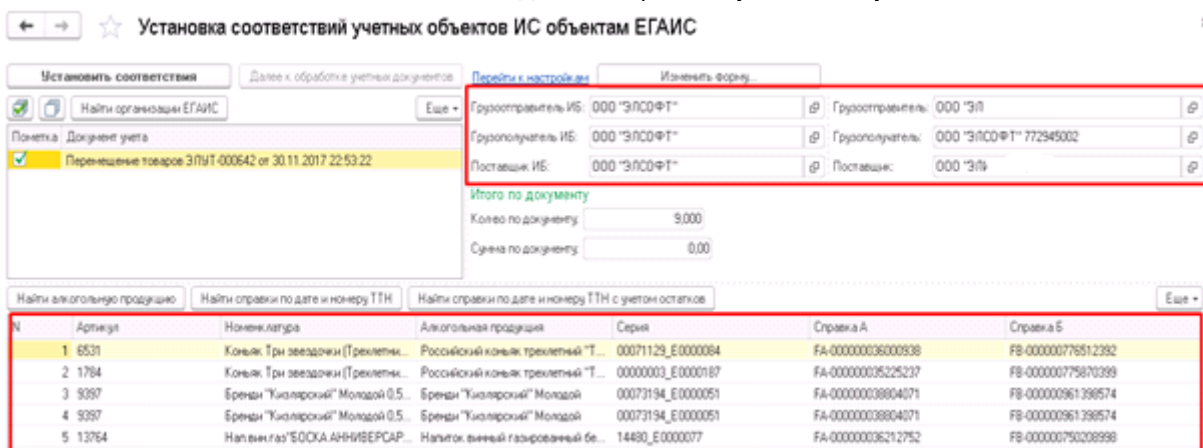 Установка соответствий учетных объектов ИС объектам ЕГАИС
Установить соответствия Далее к обработке учетных документов Перейти к настройкам Изменить форму...
Найти организации ЕГАИС Еще
Грузоотправитель ИБ: ООО "ЭЛСОФТ" Грузоотправитель: ООО "ЭЛ
Пометка Документ учета
Грузополучатель ИБ: ООО "ЭЛСОФТ" Грузополучатель: ООО "ЭЛСОФТ" 772945002
Перемещение товаров ЭЛУТ-000642 от 30.11.2017 22:53:22
Поставщик ИБ: ООО "ЭЛСОФТ" Поставщик: ООО
Итого по документу
Кол-во по документу: 9,000
Сумма по документу: 0,00
Найти алкогольную продукцию Найти справки по дате и номеру ТТН Найти справки по дате и номеру ТТН с учетом остатков Еще
N Артикул Номенклатура Алкогольная продукция Серия Справка А Справка Б
1 6531 Коньяк Три звездочки (Трехлетни... Российский коньяк трехлетний "Т... 00071129_E0000084 FA-000000036000938 FB-000000776512392
2 1784 Коньяк Три звездочки (Трехлетни... Российский коньяк трехлетний "Т... 00000003_E0000187 FA-000000035225237 FB-000000775870399
3 9397 Бренди "Кизлярский" Молодой 0,5... Бренди "Кизлярский" Молодой 00073194_E0000051 FA-000000038804071 FB-000000961398574
4 9397 Бренди "Кизлярский" Молодой 0,5... Бренди "Кизлярский" Молодой 00073194_E0000051 FA-000000038804071 FB-000000961398574
5 13764 Нап.вин.газ"БОСКА АННИВЕРСАР... Напиток винный газированный бе... 14480_E0000077 FA-000000036212752 FB-000000750208998